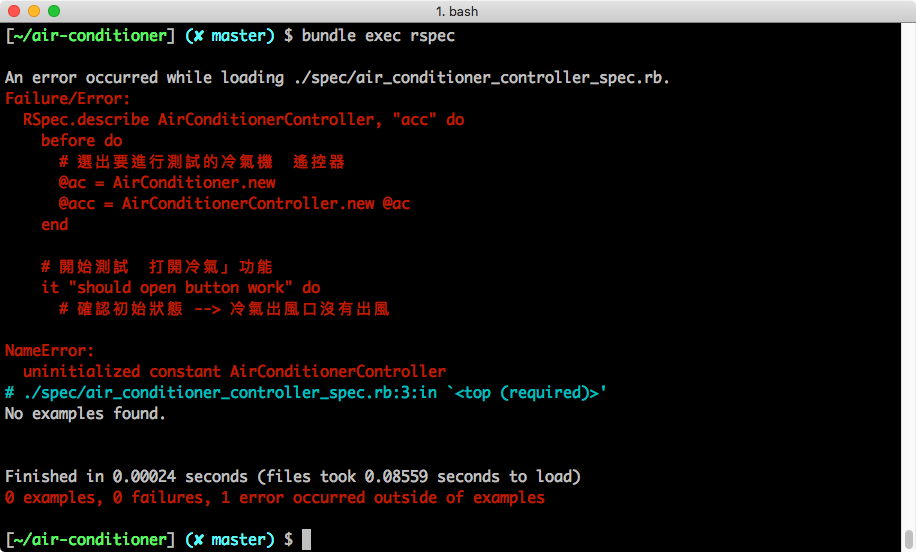 1. bash
[~/air-conditioner] (✘ master) $ bundle exec rspec
An error occurred while loading ./spec/air_conditioner_controller_spec.rb.
Failure/Error:
RSpec.describe AirConditionerController, "acc" do
before do
# 選出要進行測試的冷氣機 遙控器
@ac = AirConditioner.new
@acc = AirConditionerController.new @ac
end
# 開始測試 打開冷氣」功能
it "should open button work" do
# 確認初始狀態 --> 冷氣出風口沒有出風
NameError:
uninitialized constant AirConditionerController
# ./spec/air_conditioner_controller_spec.rb:3:in `<top (required)>'
No examples found.
Finished in 0.00024 seconds (files took 0.08559 seconds to load)
0 examples, 0 failures, 1 error occurred outside of examples
[~/air-conditioner] (✘ master) $